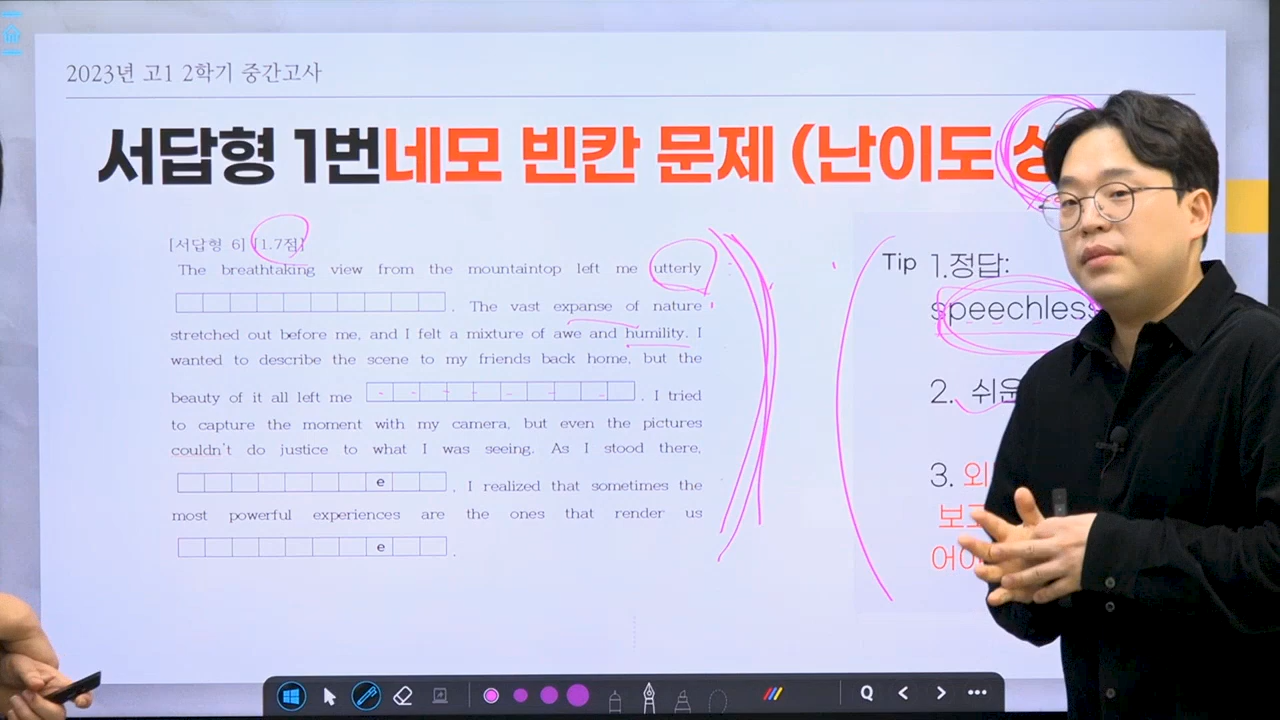 2023년 고1 2학기 중간고사
서답형 1번네모 빈칸 문제 (난이도
[서답형 6] [1.7점]
The breathtaking view from the mountaintop left me utterly
. The vast expanse of nature
stretched out before me, and I felt a mixture of awe and humility. I
wanted to describe the scene to my friends back home, but the
beauty of it all left me . I tried
to capture the moment with my camera, but even the pictures
couldn't do justice to what I was seeing. As I stood there,
e , I realized that sometimes the
most powerful experiences are the ones that render us
e .
Tip 1.정답:
speechless
2. 쉬운
3. 외
보고